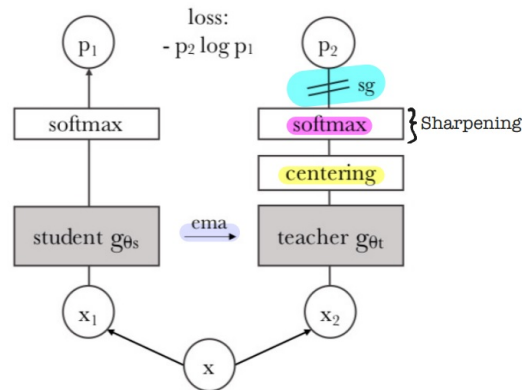 loss:
- p₂ log p₁
p₁
p₂
sg
softmax
softmax
Sharpening
centering
student gθs
ema
teacher gθt
x₁
x₂
x